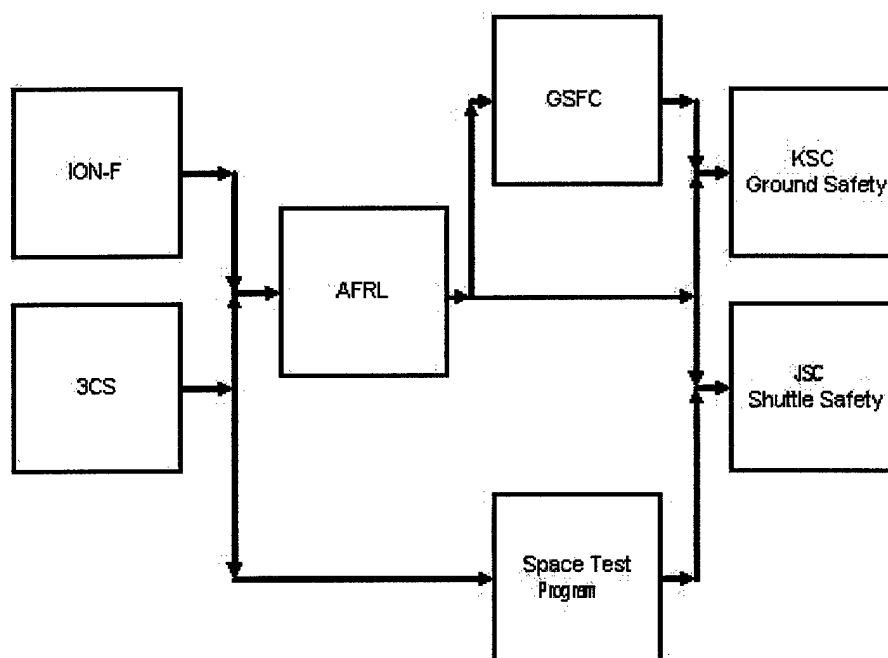 GSFC
ION-F
KSC
Ground Safety
AFRL
3CS
JSC
Shuttle Safety
Space Test
Program